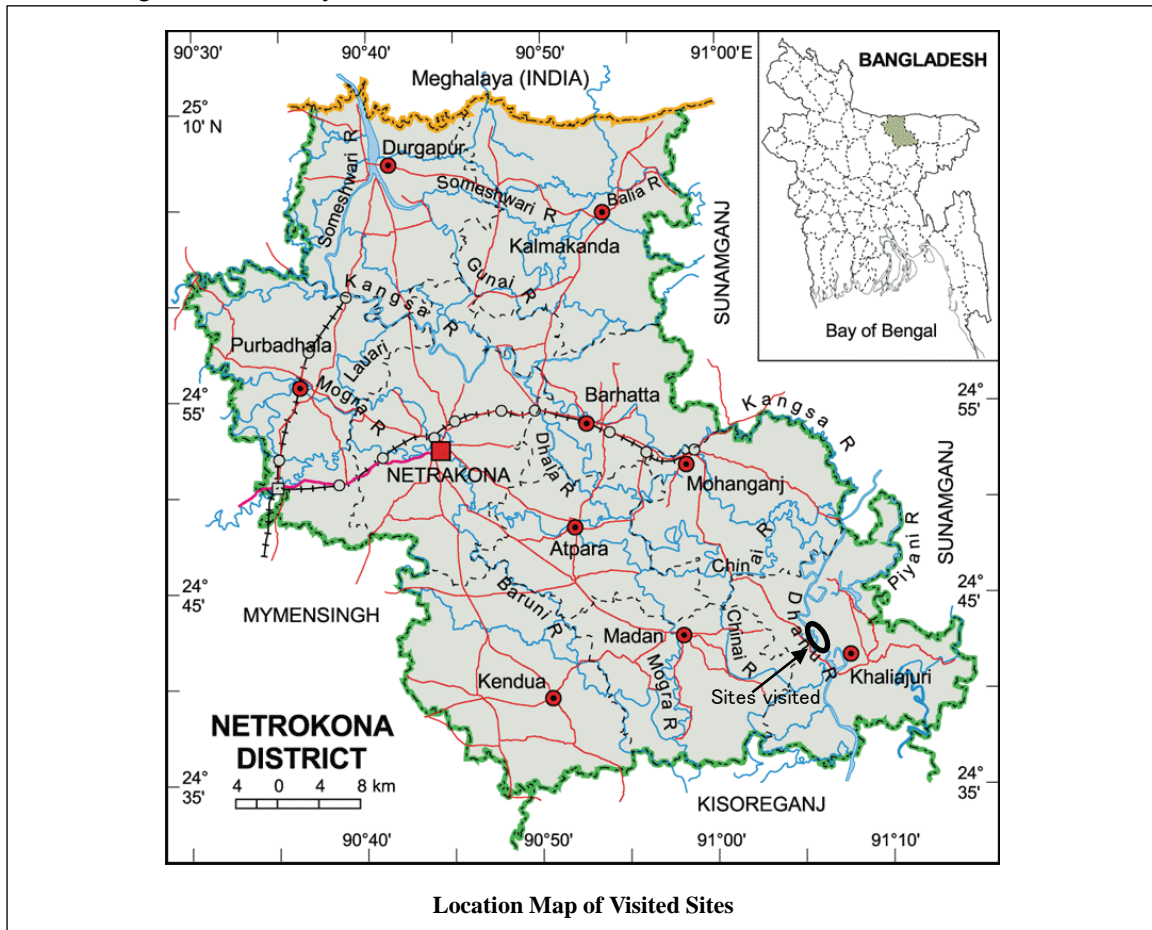 90°30'
90°40'
90°50'
91°00'E
Meghalaya (INDIA)
BANGLADESH
25°
10' N
Durgapur
Someshwari R
Someshwari R
Balia R
Kalmakanda
SUNAMGANJ
Gunai R
Kangsa R
Bay of Bengal
Purbadhala
Lauari
Mogra R
24°
55'
Barhatta
24°
55'
Kangsa R
Dhala R
NETRAKONA
Mohanganj
SUNAMGANJ
Atpara
Chinai R
Piyani R
24°
45'
Baruni R
24°
45'
MYMENSINGH
Dhanu R
Madan
Chinai R
Mogra R
Khaliajuri
Kendua
Sites visited
NETROKONA
DISTRICT
4 0 4 8 km
24°
35'
24°
35'
KISOREGANJ
90°40'
90°50'
91°00'
91°10'
Location Map of Visited Sites